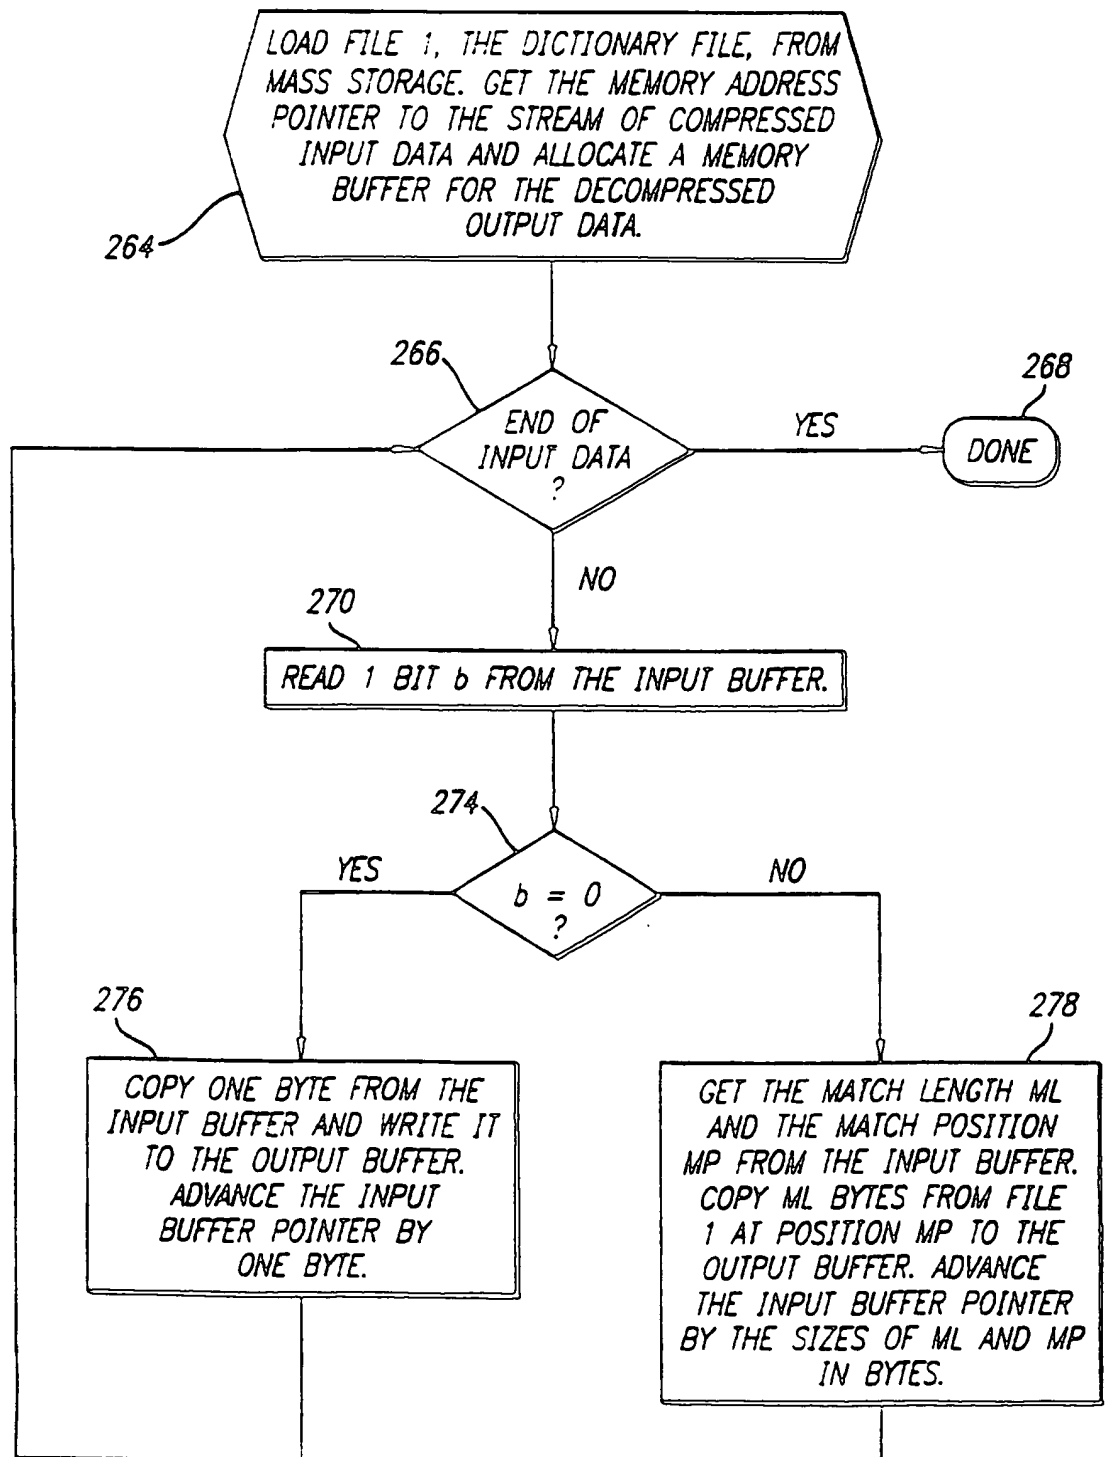 LOAD FILE 1, THE DICTIONARY FILE, FROM
MASS STORAGE. GET THE MEMORY ADDRESS
POINTER TO THE STREAM OF COMPRESSED
INPUT DATA AND ALLOCATE A MEMORY
BUFFER FOR THE DECOMPRESSED
OUTPUT DATA.
264
266
END OF
INPUT DATA
?
YES
268
DONE
NO
270
READ 1 BIT b FROM THE INPUT BUFFER.
274
YES
b = 0
?
NO
276
COPY ONE BYTE FROM THE
INPUT BUFFER AND WRITE IT
TO THE OUTPUT BUFFER.
ADVANCE THE INPUT
BUFFER POINTER BY
ONE BYTE.
278
GET THE MATCH LENGTH ML
AND THE MATCH POSITION
MP FROM THE INPUT BUFFER.
COPY ML BYTES FROM FILE
1 AT POSITION MP TO THE
OUTPUT BUFFER. ADVANCE
THE INPUT BUFFER POINTER
BY THE SIZES OF ML AND MP
IN BYTES.